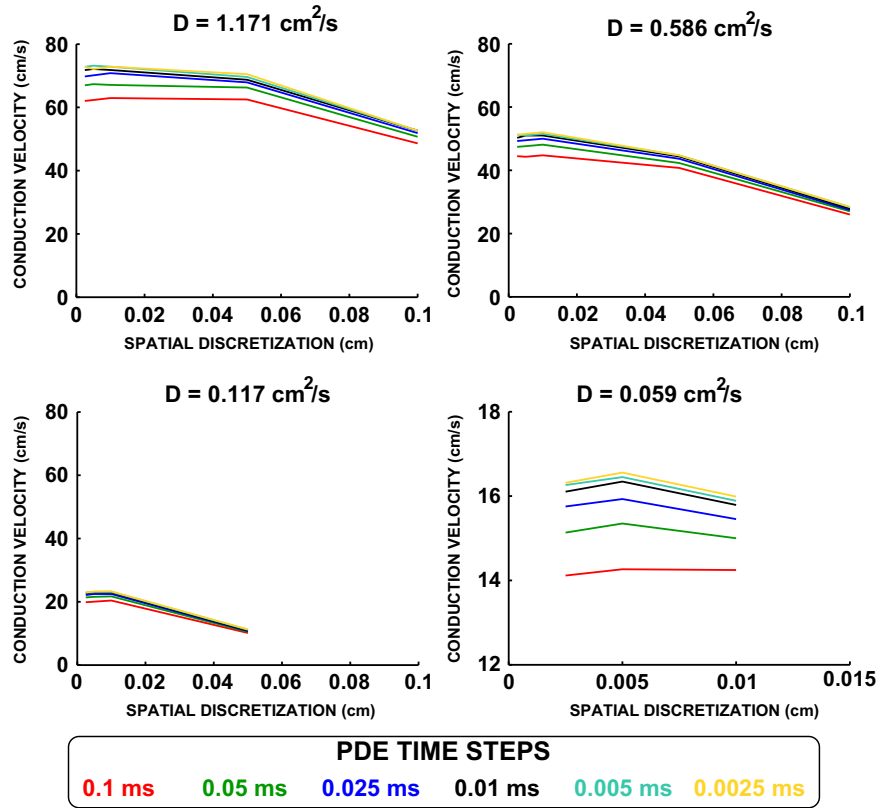 D = 1.171 cm²/s
CONDUCTION VELOCITY (cm/s)
80
60
40
20
0
0 0.02 0.04 0.06 0.08 0.1
SPATIAL DISCRETIZATION (cm)
D = 0.586 cm²/s
CONDUCTION VELOCITY (cm/s)
80
60
40
20
0
0 0.02 0.04 0.06 0.08 0.1
SPATIAL DISCRETIZATION (cm)
D = 0.117 cm²/s
CONDUCTION VELOCITY (cm/s)
80
60
40
20
0
0 0.02 0.04 0.06 0.08 0.1
SPATIAL DISCRETIZATION (cm)
D = 0.059 cm²/s
CONDUCTION VELOCITY (cm/s)
18
16
14
12
0 0.005 0.01 0.015
SPATIAL DISCRETIZATION (cm)
PDE TIME STEPS
0.1 ms 0.05 ms 0.025 ms 0.01 ms 0.005 ms 0.0025 ms